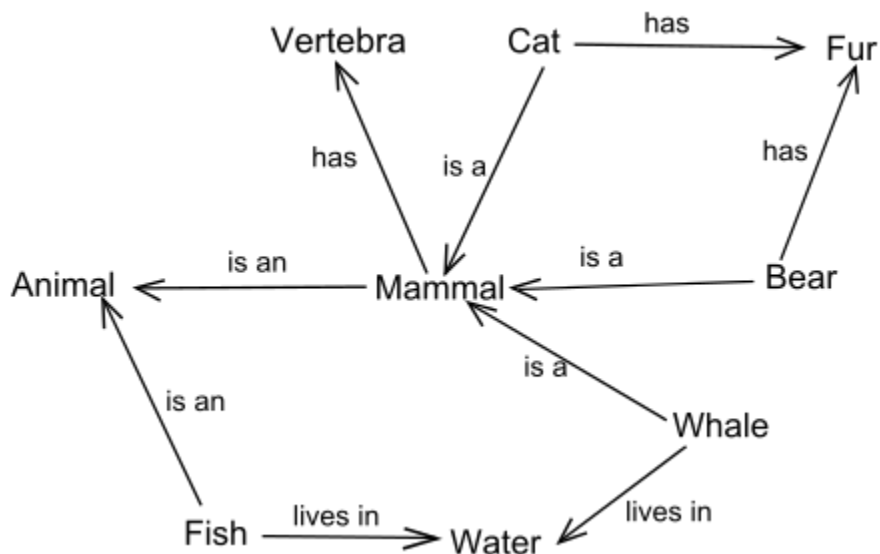 Vertebra
Cat
has
Fur
has
is a
has
Animal
is an
Mammal
is a
Bear
is a
is an
Whale
Fish
lives in
Water
lives in